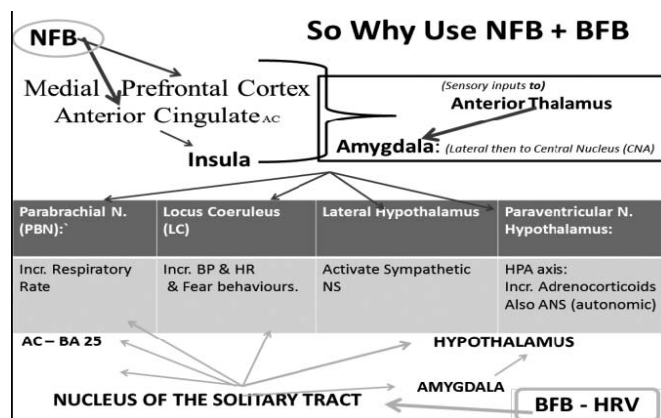 So Why Use NFB + BFB
NFB
Medial Prefrontal Cortex
Anterior Cingulate AC
Insula
(Sensory inputs to)
Anterior Thalamus
Amygdala: (Lateral then to Central Nucleus (CNA)
Parabrachial N.
(PBN):`
Locus Coeruleus
(LC)
Lateral Hypothalamus
Paraventricular N.
Hypothalamus:
Incr. Respiratory
Rate
Incr. BP & HR
& Fear behaviours.
Activate Sympathetic
NS
HPA axis:
Incr. Adrenocorticoids
Also ANS (autonomic)
AC – BA 25
HYPOTHALAMUS
AMYGDALA
NUCLEUS OF THE SOLITARY TRACT
BFB - HRV